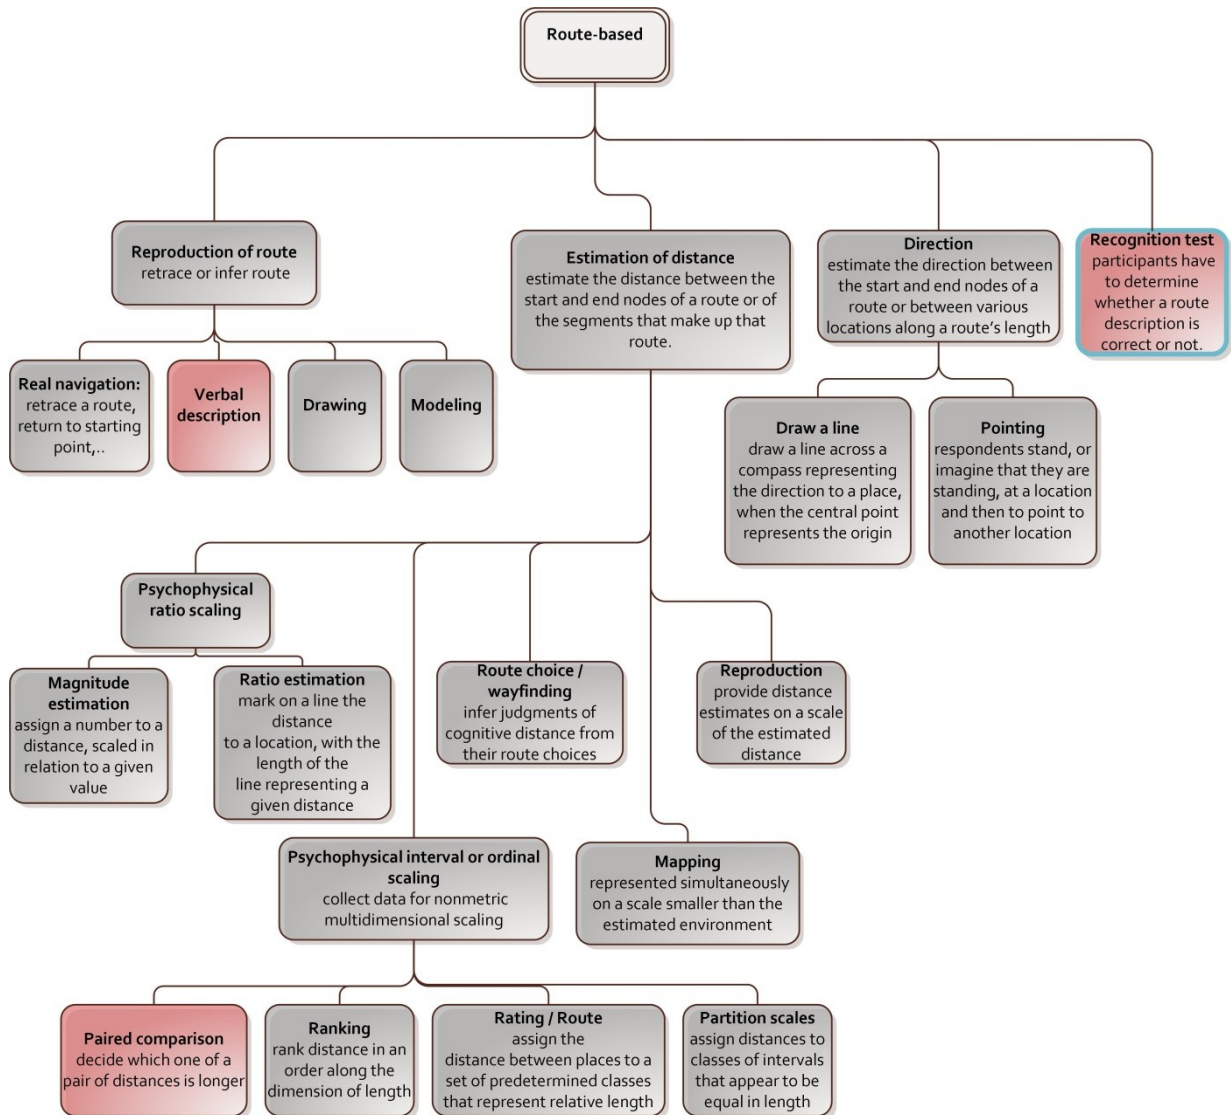 Route-based
Reproduction of route
retrace or infer route
Estimation of distance
estimate the distance between the
start and end nodes of a route or of
the segments that make up that
route.
Direction
estimate the direction between
the start and end nodes of a
route or between various
locations along a route's length
Recognition test
participants have
to determine
whether a route
description is
correct or not.
Real navigation:
retrace a route,
return to starting
point,..
Verbal
description
Drawing
Modeling
Draw a line
draw a line across a
compass representing
the direction to a place,
when the central point
represents the origin
Pointing
respondents stand, or
imagine that they are
standing, at a location
and then to point to
another location
Psychophysical
ratio scaling
Magnitude
estimation
assign a number to a
distance, scaled in
relation to a given
value
Ratio estimation
mark on a line the
distance
to a location, with the
length of the
line representing a
given distance
Route choice /
wayfinding
infer judgments of
cognitive distance from
their route choices
Reproduction
provide distance
estimates on a scale
of the estimated
distance
Psychophysical interval or ordinal
scaling
collect data for nonmetric
multidimensional scaling
Mapping
represented simultaneously
on a scale smaller than the
estimated environment
Paired comparison
decide which one of a
pair of distances is longer
Ranking
rank distance in an
order along the
dimension of length
Rating / Route
assign the
distance between places to a
set of predetermined classes
that represent relative length
Partition scales
assign distances to
classes of intervals
that appear to be
equal in length